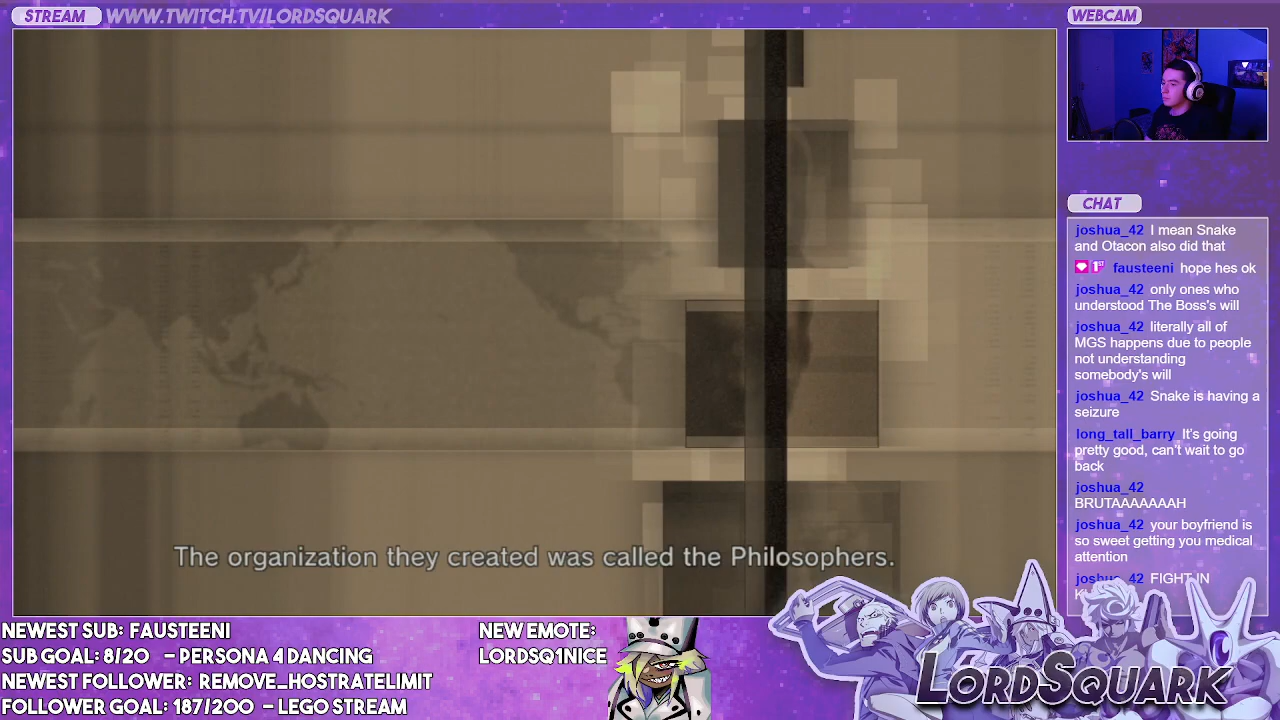 STREAM WWW.TWITCH.TV/LORDSQUARK
WEBCAM
CHAT
joshua_42 I mean Snake
and Otacon also did that
fausteeni hope hes ok
joshua_42 only ones who
understood The Boss's will
joshua_42 literally all of
MGS happens due to people
not understanding
somebody's will
joshua_42 Snake is having a
seizure
long_tall_barry It's going
pretty good, can't wait to go
back
joshua_42
BRUTAAAAAAH
joshua_42 your boyfriend is
so sweet getting you medical
attention
joshua_42 FIGHT IN
The organization they created was called the Philosophers.
NEWEST SUB: FAUSTEENI
SUB GOAL: 8/20 - PERSONA 4 DANCING
NEWEST FOLLOWER: REMOVE_HOSTRATELIMIT
FOLLOWER GOAL: 187/200 - LEGO STREAM
NEW EMOTE:
LORDSQ1NICE
LORDSQUARK